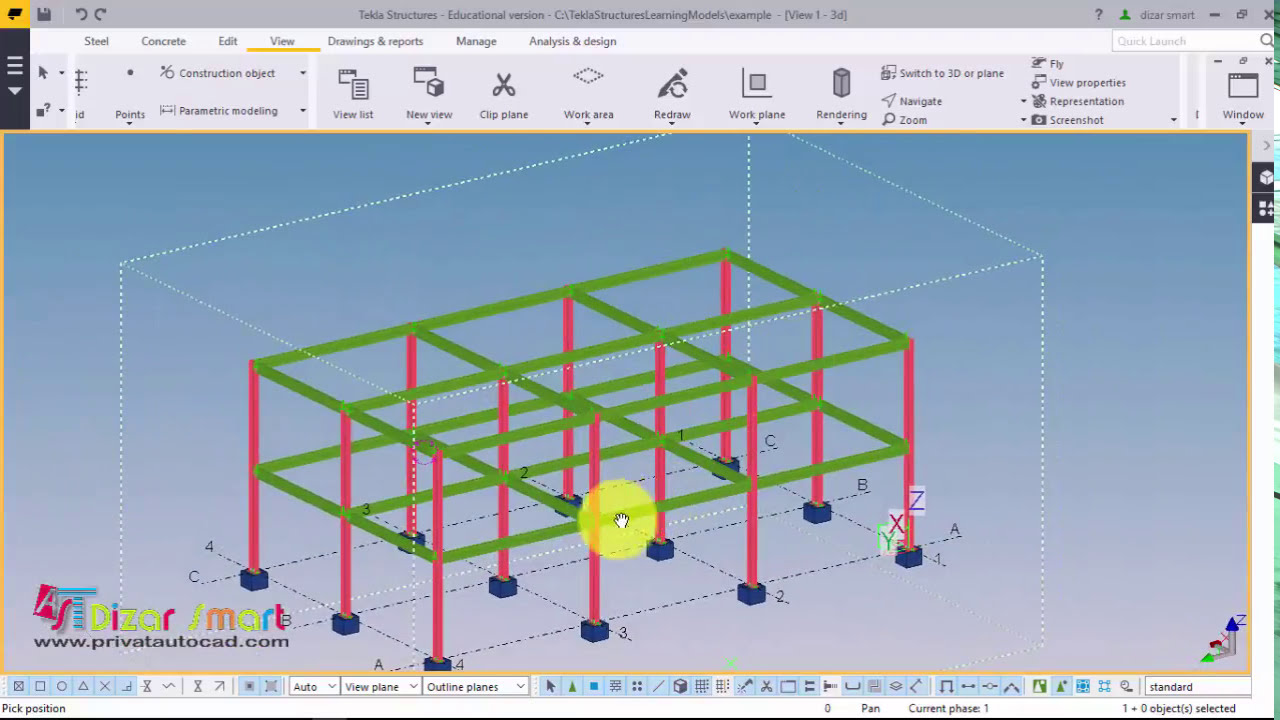 Tekla Structures - Educational version - C:\TeklaStructuresLearningModels\example - [View 1 - 3d]
? dizar smart
Steel Concrete Edit View Drawings & reports Manage Analysis & design
Quick Launch
id
Points
Construction object
Parametric modeling
View list
New view
Clip plane
Work area
Redraw
Work plane
Rendering
Switch to 3D or plane
Navigate
Zoom
Fly
View properties
Representation
Screenshot
Window
1
C
2
B
3
Z
X
Y
A
4
1
C
B
2
3
A
4
Z
Dizar Smart
www.privatautocad.com
Auto
View plane
Outline planes
standard
Pick position
0
Pan
Current phase: 1
1 + 0 object(s) selected